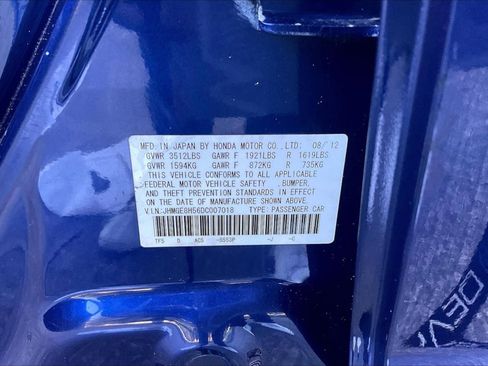 MFD. IN JAPAN BY HONDA MOTOR CO.,LTD. 08/'12
GVWR 3512LBS GAWR F 1921LBS R 1619LBS
GVWR 1594KG GAWR F 872KG R 735KG
THIS VEHICLE CONFORMS TO ALL APPLICABLE
FEDERAL MOTOR VEHICLE SAFETY ,BUMPER,
AND THEFT PREVENTION STANDARDS IN EFFECT
ON THE DATE OF MANUFACTURE SHOWN ABOVE.
V.I.N:JHMGE8H56DC007018 TYPE:PASSENGER CAR
-J -C
DEVI